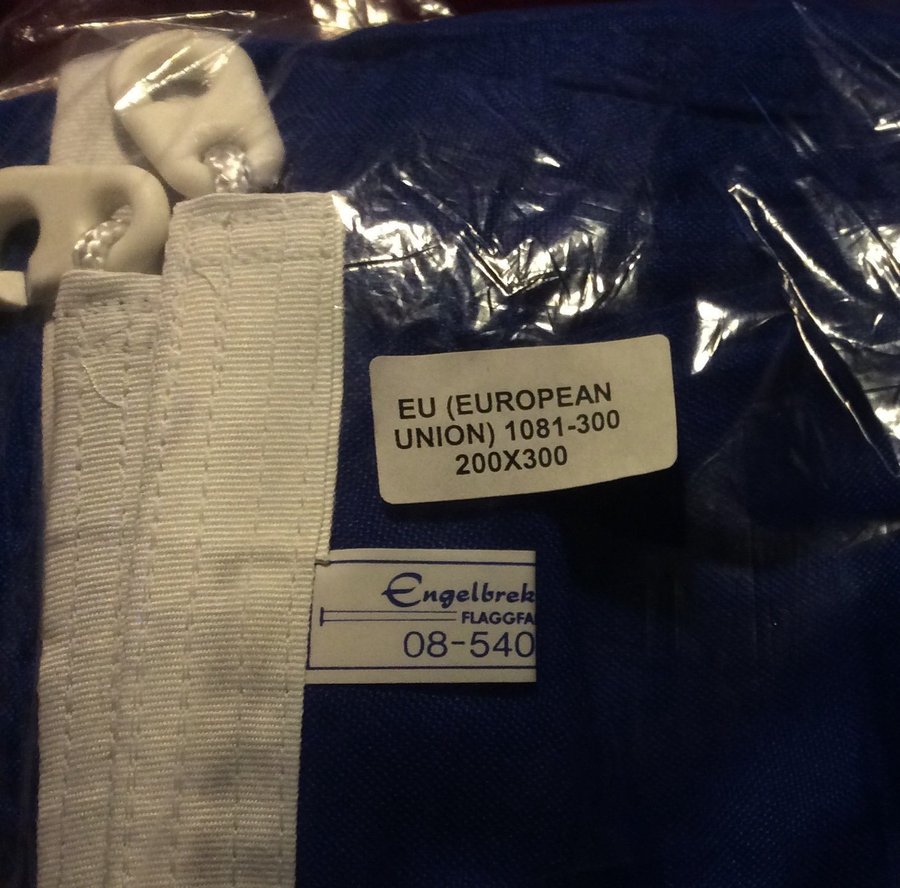 EU (EUROPEAN
UNION) 1081-300
200X300
Engelbrek
FLAGGFA
08-540